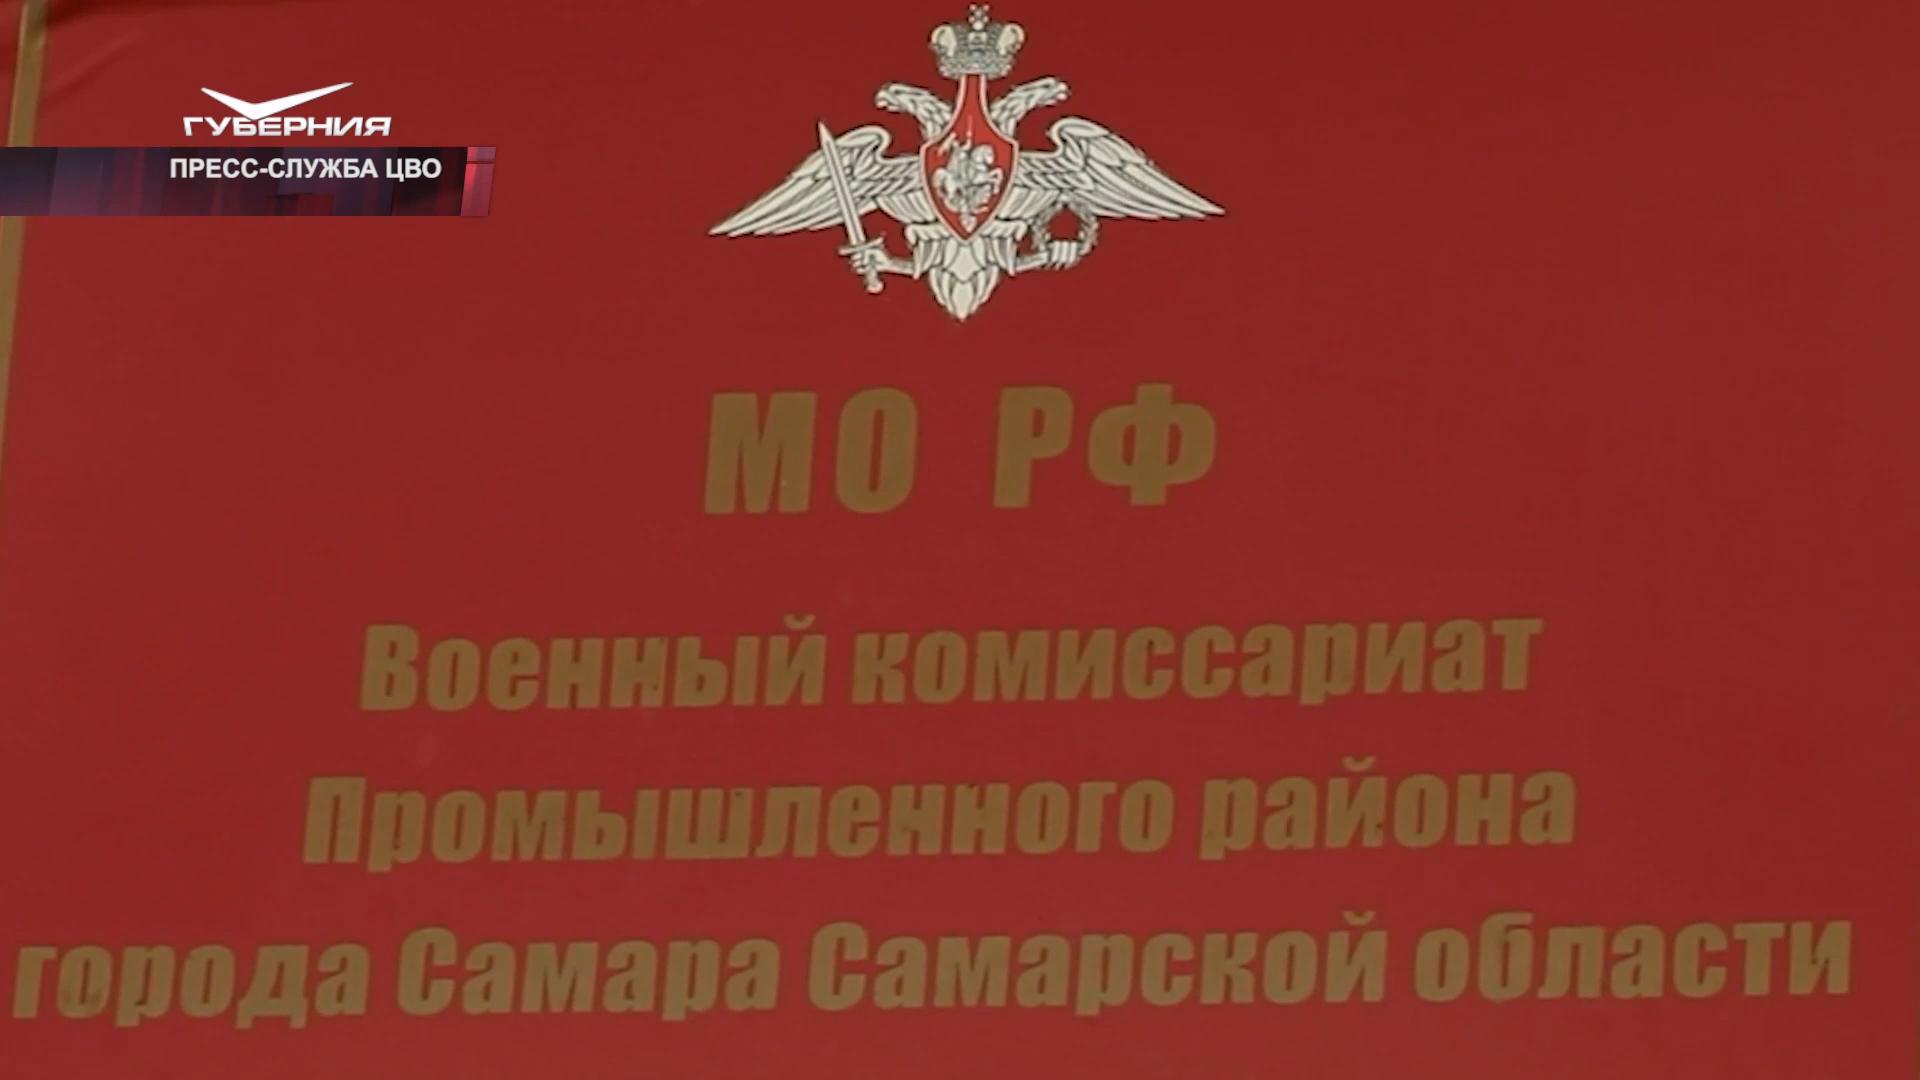 ГУБЕРНИЯ
ПРЕСС-СЛУЖБА ЦВО
МО РФ
Военный комиссариат
Промышленного района
города Самара Самарской области